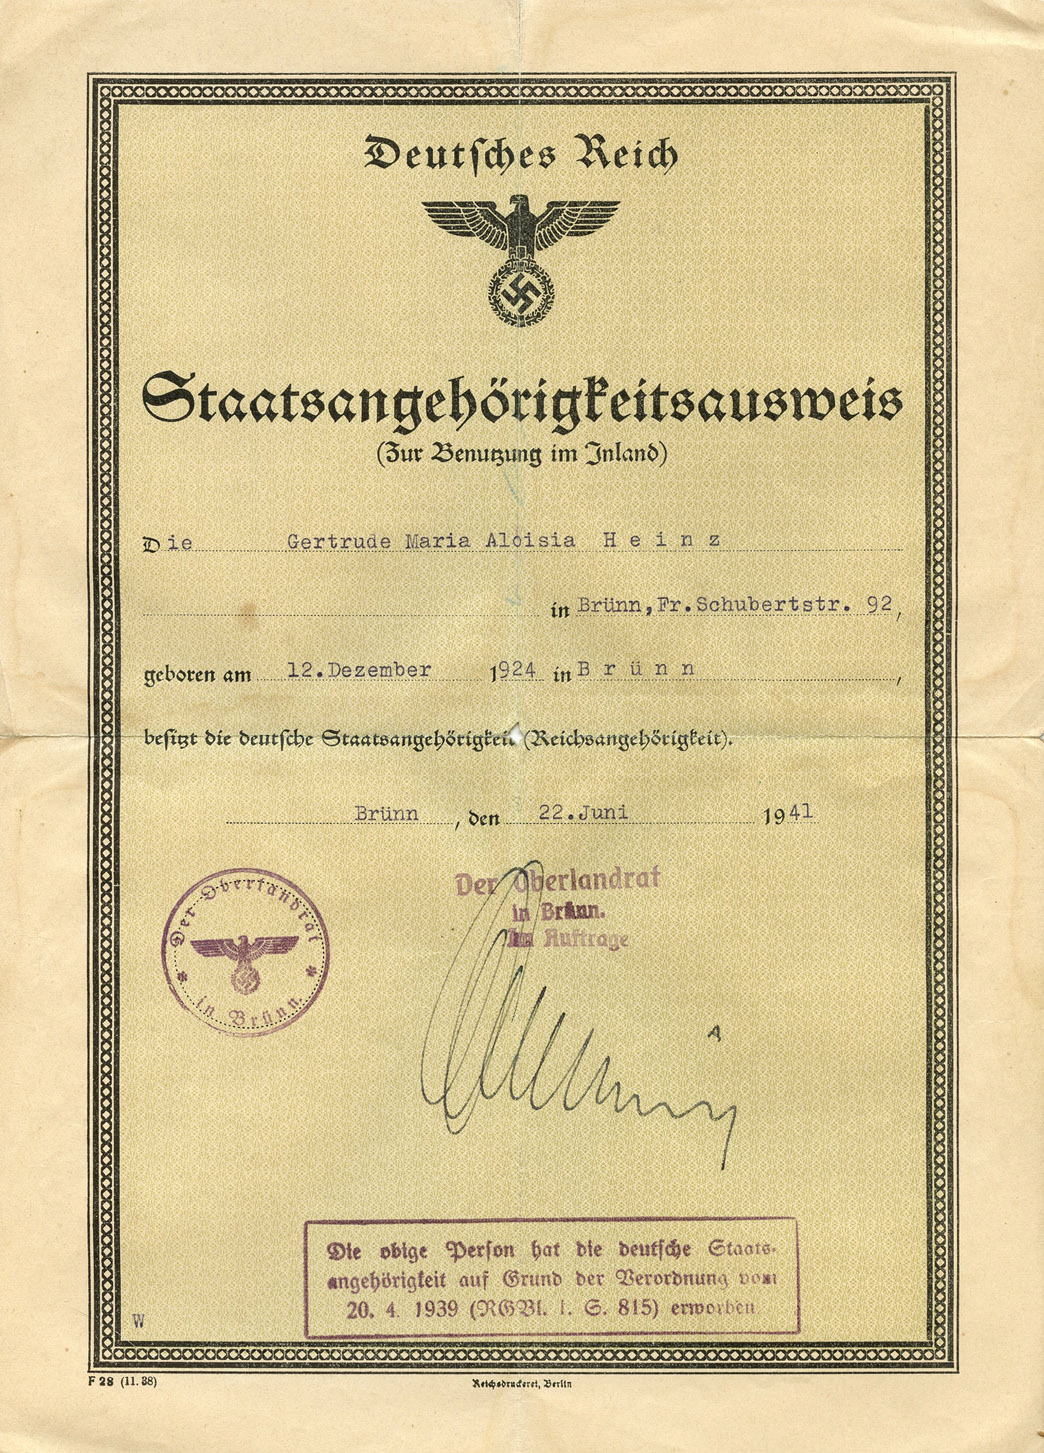 Deutsches Reich
Staatsangehörigkeitsausweis
(Zur Benutzung im Inland)
Die Gertrude Maria Aloisia Heinz
in Brünn, Fr. Schubertstr. 92,
geboren am 12. Dezember 1924 in Brünn,
besitzt die deutsche Staatsangehörigkeit (Reichsangehörigkeit).
Brünn, den 22. Juni 1941
Der Oberlandrat
in Brünn
Der Oberlandrat
in Brünn.
Im Auftrage
Die obige Person hat die deutsche Staats-
angehörigkeit auf Grund der Verordnung vom
20. 4. 1939 (RGBl. I. S. 815) erworben
W
F 28 (11. 38)
Reichsdruckerei, Berlin